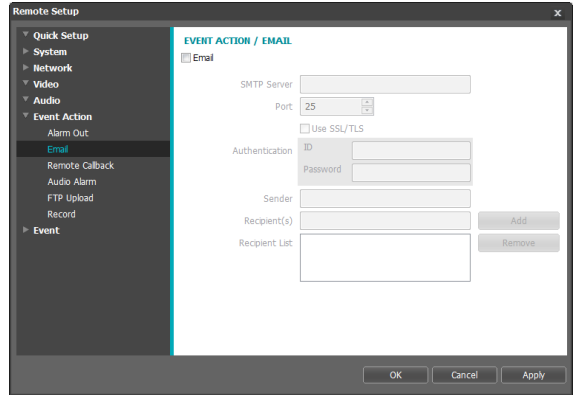 Remote Setup
x
Quick Setup
System
Network
Video
Audio
Event Action
Alarm Out
Email
Remote Callback
Audio Alarm
FTP Upload
Record
Event
EVENT ACTION / EMAIL
Email
SMTP Server
Port 25
Use SSL/TLS
Authentication ID
Password
Sender
Recipient(s) Add
Recipient List Remove
OK Cancel Apply